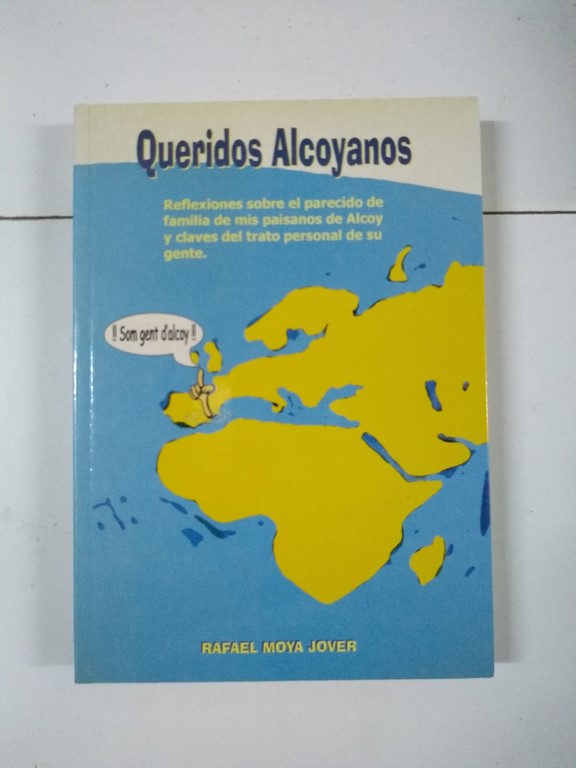 Queridos Alcoyanos
Reflexiones sobre el parecido de
familia de mis paisanos de Alcoy
y claves del trato personal de su
gente.
!! Som gent d'alcoy !!
RAFAEL MOYA JOVER